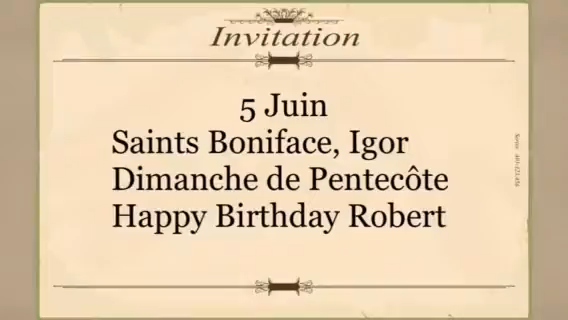 Invitation
5 Juin
Saints Boniface, Igor
Dimanche de Pentecôte
Happy Birthday Robert